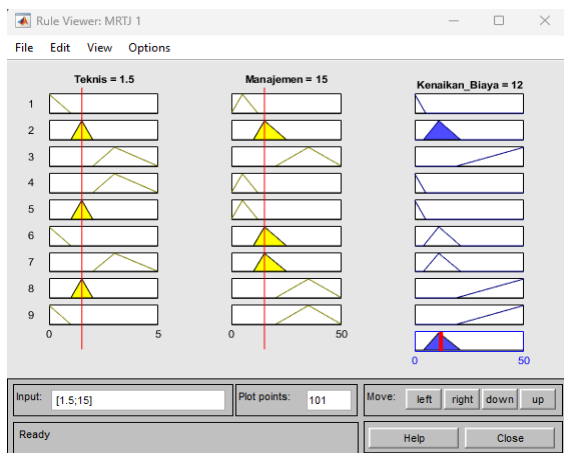 Rule Viewer: MRTJ 1
File Edit View Options
Teknis = 1.5 Manajemen = 15 Kenaikan_Biaya = 12
1
2
3
4
5
6
7
8
9
0 5 0 50
0 50
Input: [1.5;15] Plot points: 101 Move: left right down up
Ready Help Close